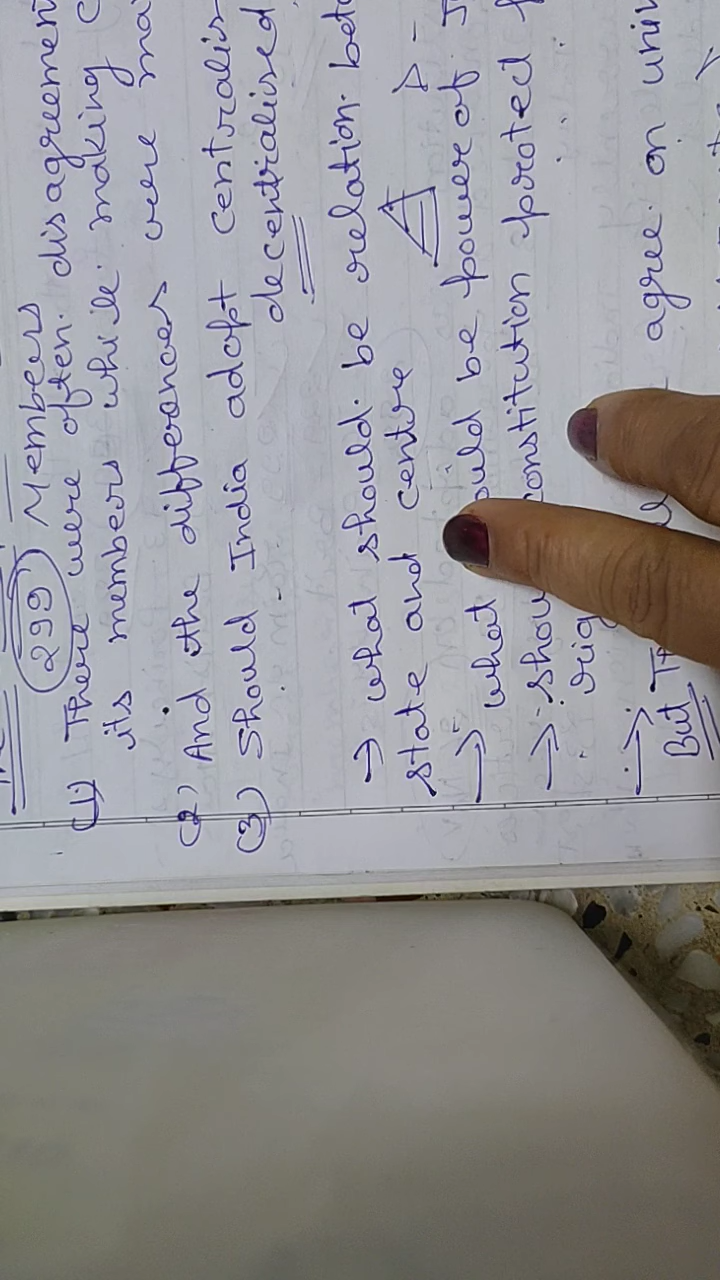 299 Members
(1) There were often. disagreemen
its members while making C
(2) And the differences were ma
(3) Should India adopt centralis
decentralised
→ what should. be relation. betw
State and centre
→ what ould be power of. J
→ shou constitution proted f
rig
→ agree. on univ
But